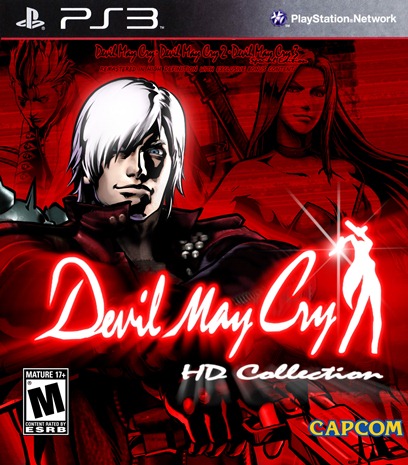 PS3 PlayStation®Network
HD
Devil May Cry • Devil May Cry 2 • Devil May Cry 3
Devil May Cry
HD Collection
MATURE 17+
M
CONTENT RATED BY
ESRB
CAPCOM